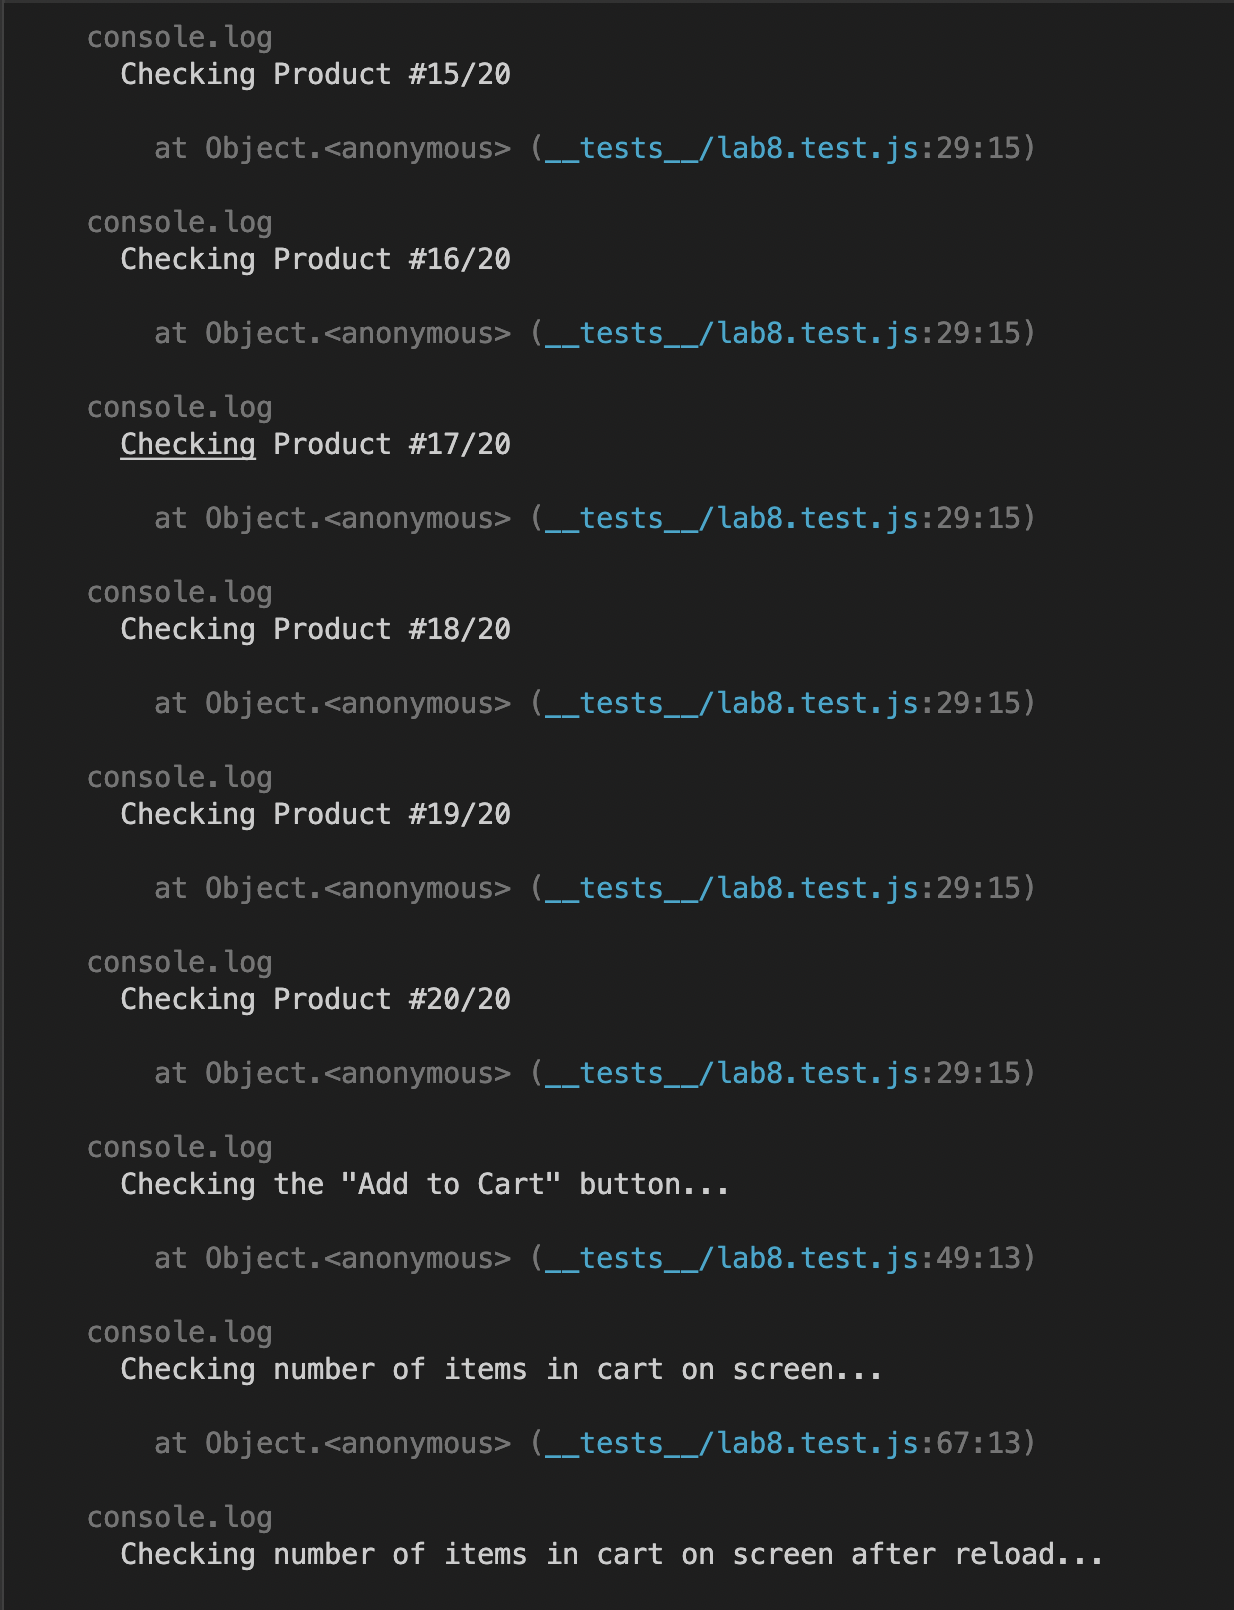 console.log
Checking Product #15/20
at Object.<anonymous> (__tests__/lab8.test.js:29:15)
console.log
Checking Product #16/20
at Object.<anonymous> (__tests__/lab8.test.js:29:15)
console.log
Checking Product #17/20
at Object.<anonymous> (__tests__/lab8.test.js:29:15)
console.log
Checking Product #18/20
at Object.<anonymous> (__tests__/lab8.test.js:29:15)
console.log
Checking Product #19/20
at Object.<anonymous> (__tests__/lab8.test.js:29:15)
console.log
Checking Product #20/20
at Object.<anonymous> (__tests__/lab8.test.js:29:15)
console.log
Checking the "Add to Cart" button...
at Object.<anonymous> (__tests__/lab8.test.js:49:13)
console.log
Checking number of items in cart on screen...
at Object.<anonymous> (__tests__/lab8.test.js:67:13)
console.log
Checking number of items in cart on screen after reload...